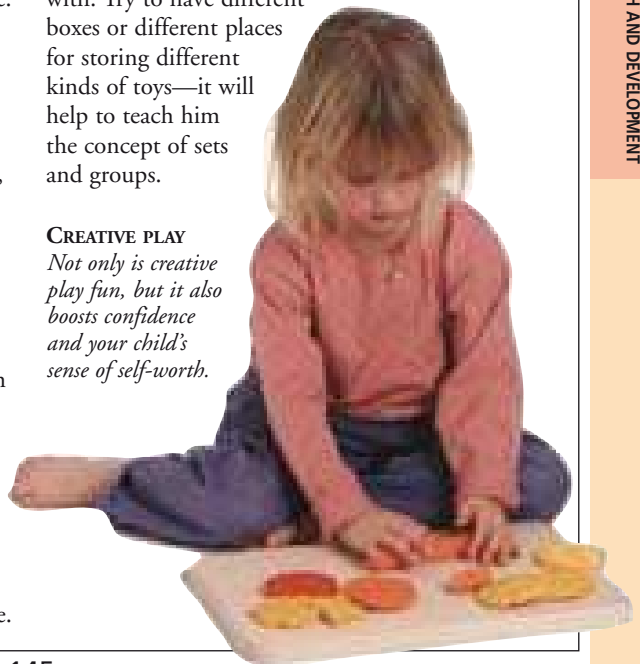 e.
with. Try to have different
boxes or different places
for storing different
kinds of toys—it will
help to teach him
the concept of sets
and groups.
,
CREATIVE PLAY
Not only is creative
play fun, but it also
boosts confidence
and your child's
sense of self-worth.
n
e.
H AND DEVELOPMENT